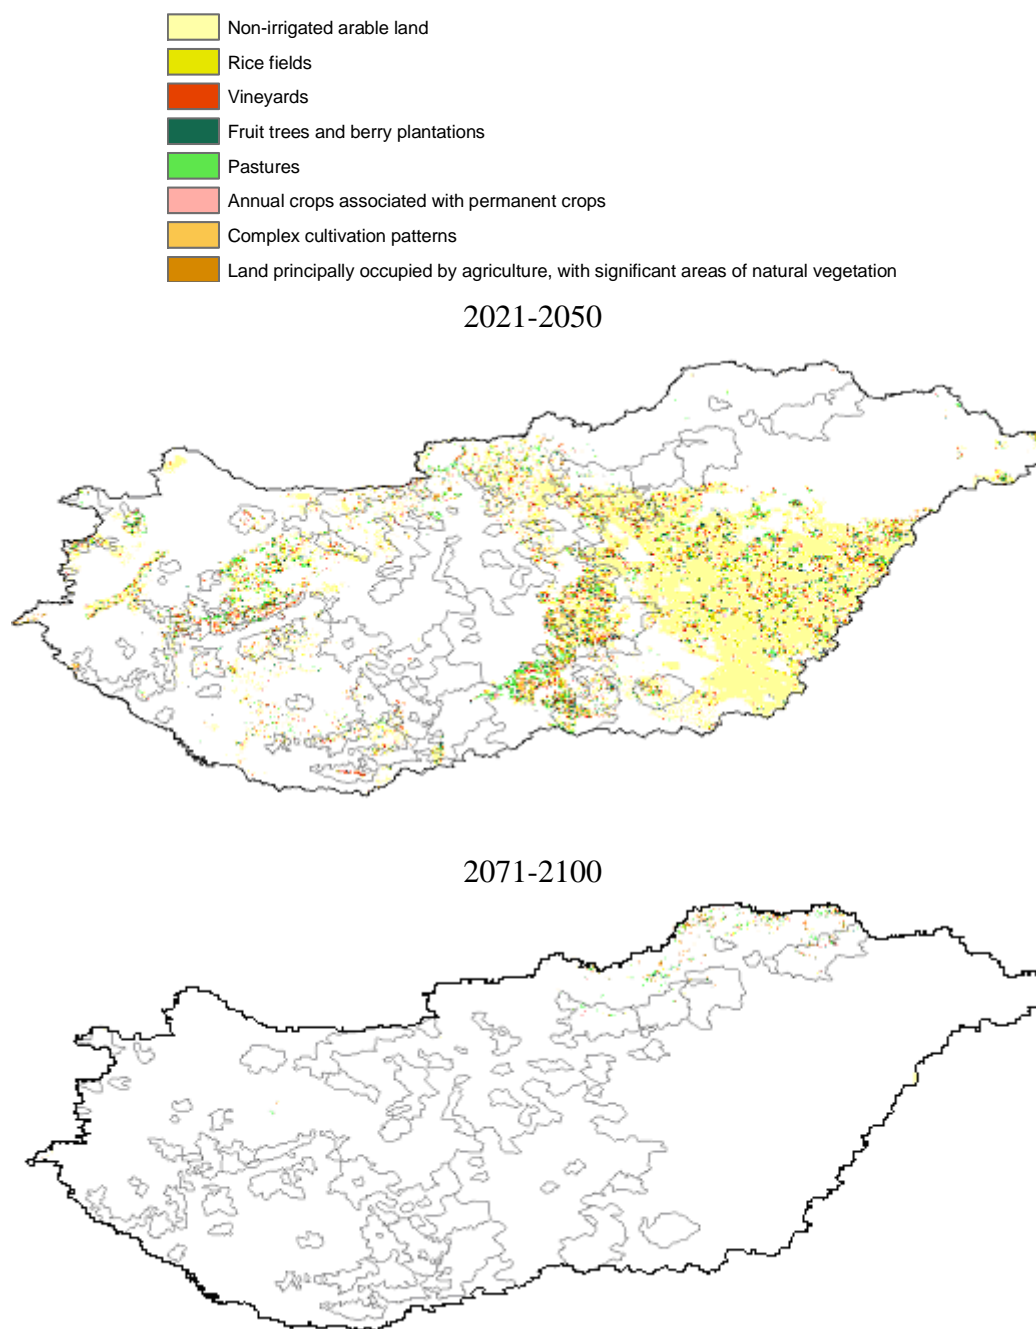 Non-irrigated arable land
Rice fields
Vineyards
Fruit trees and berry plantations
Pastures
Annual crops associated with permanent crops
Complex cultivation patterns
Land principally occupied by agriculture, with significant areas of natural vegetation
2021-2050
2071-2100